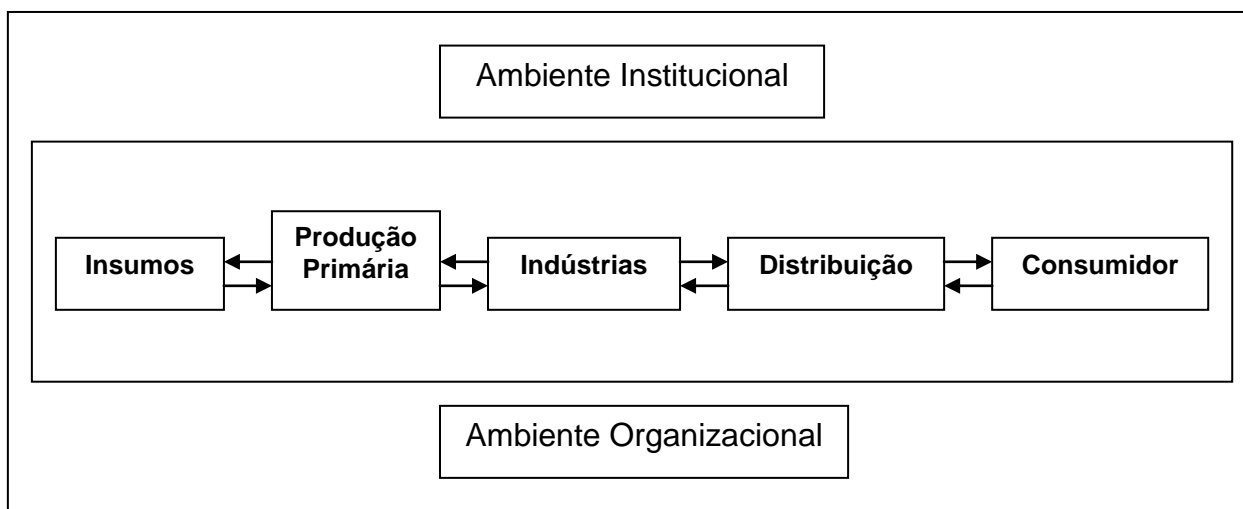 Ambiente Institucional
Insumos
Produção
Primária
Indústrias
Distribuição
Consumidor
Ambiente Organizacional